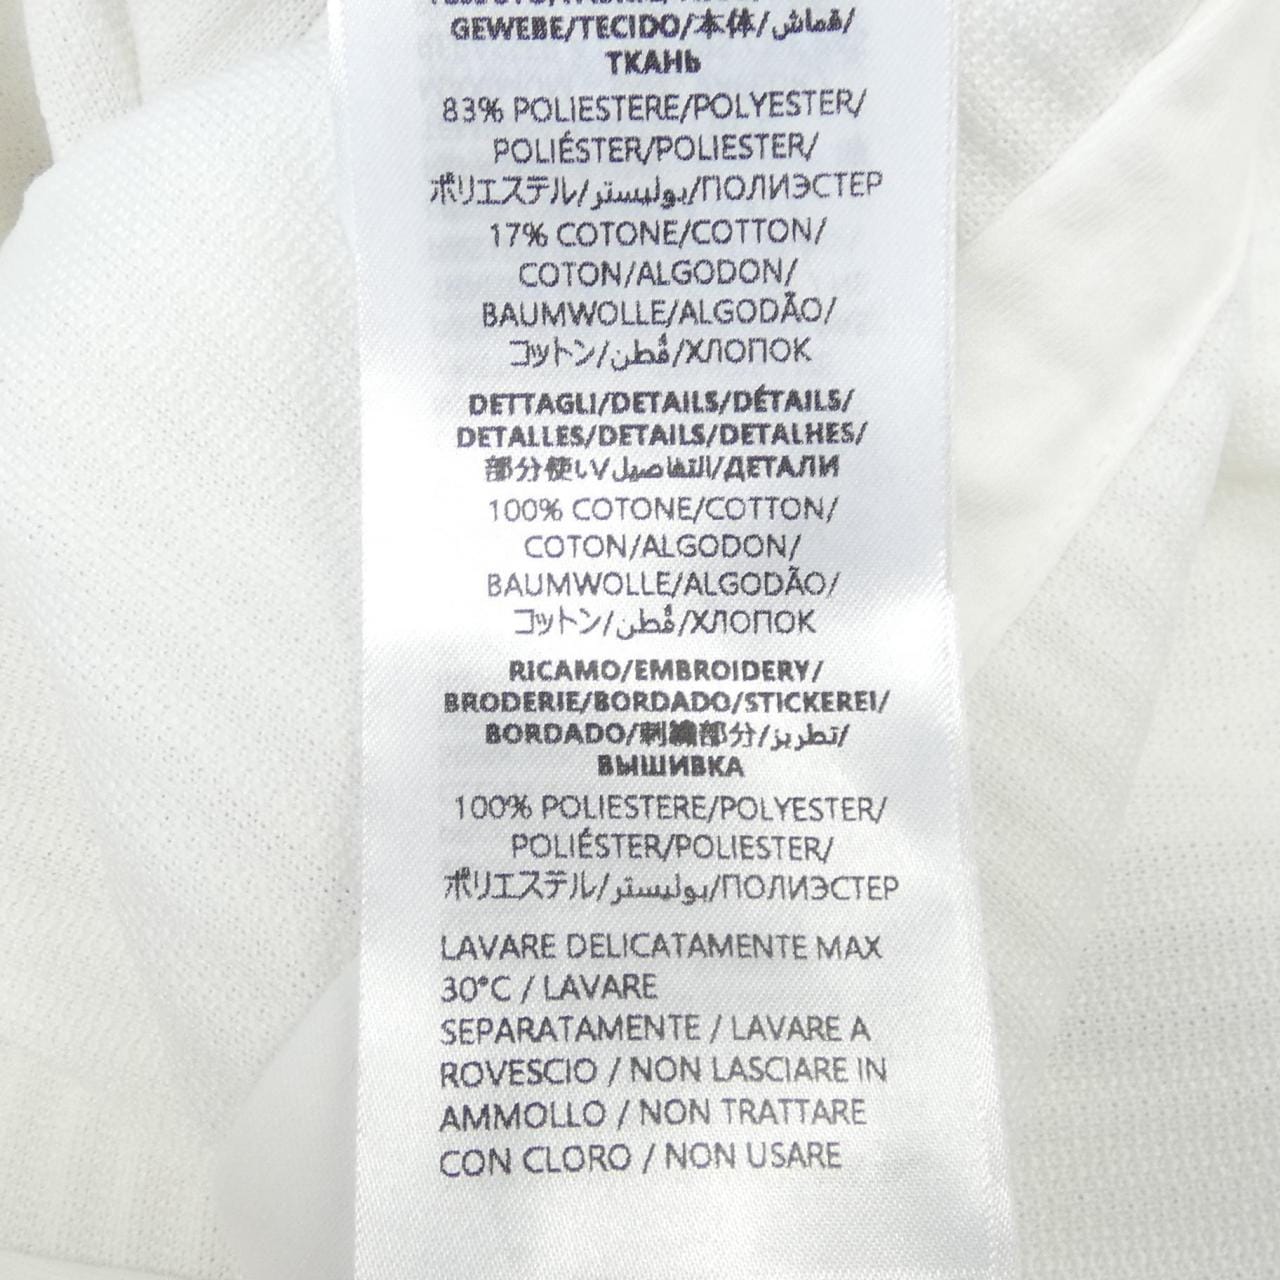 GEWEBE/TECIDO/本体/قماش/
ТКАНЬ
83% POLIESTERE/POLYESTER/
POLIÉSTER/POLIESTER/
ポリエステル/بوليستر/ПОЛИЭСТЕР
17% COTONE/COTTON/
COTON/ALGODON/
BAUMWOLLE/ALGODÃO/
コットン/قُطن/ХЛОПОК
DETTAGLI/DETAILS/DÉTAILS/
DETALLES/DETAILS/DETALHES/
部分使い/التفاصيل/ДЕТАЛИ
100% COTONE/COTTON/
COTON/ALGODON/
BAUMWOLLE/ALGODÃO/
コットン/قُطن/ХЛОПОК
RICAMO/EMBROIDERY/
BRODERIE/BORDADO/STICKEREI/
BORDADO/刺繍部分/تطريز/
ВЫШИВКА
100% POLIESTERE/POLYESTER/
POLIÉSTER/POLIESTER/
ポリエステル/بوليستر/ПОЛИЭСТЕР
LAVARE DELICATAMENTE MAX
30°C / LAVARE
SEPARATAMENTE / LAVARE A
ROVESCIO / NON LASCIARE IN
AMMOLLO / NON TRATTARE
CON CLORO / NON USARE